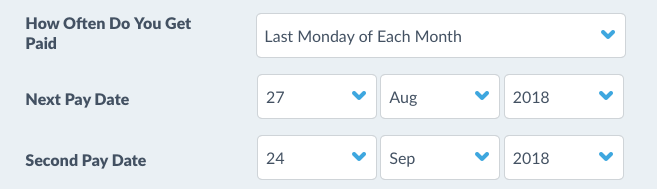 How Often Do You Get
Paid
Last Monday of Each Month
Next Pay Date
27 Aug 2018
Second Pay Date
24 Sep 2018